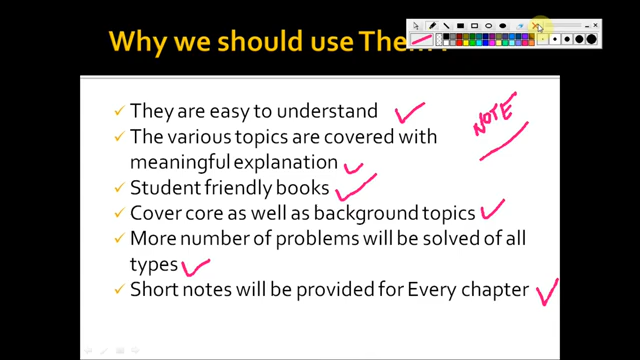 Why we should use Them
They are easy to understand
The various topics are covered with
meaningful explanation
Student friendly books
Cover core as well as background topics
More number of problems will be solved of all
types
Short notes will be provided for Every chapter
NOTE